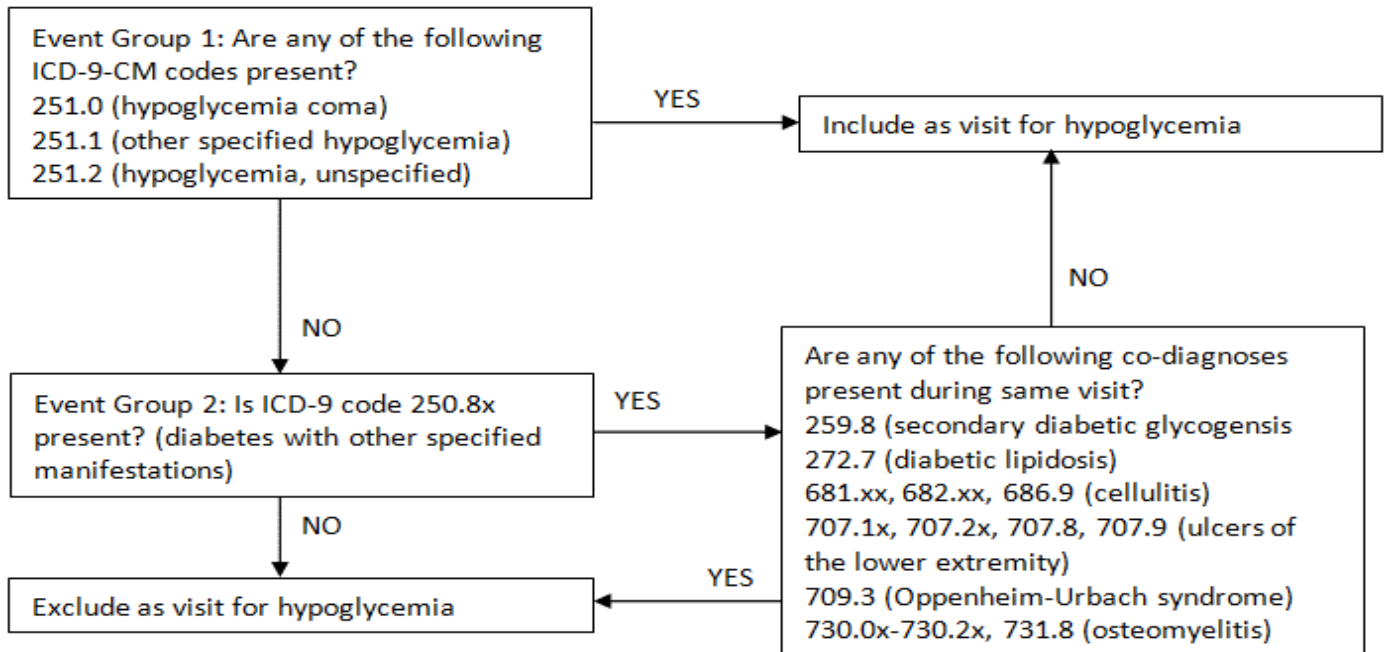 Event Group 1: Are any of the following
ICD-9-CM codes present?
251.0 (hypoglycemia coma)
251.1 (other specified hypoglycemia)
251.2 (hypoglycemia, unspecified)
YES
Include as visit for hypoglycemia
NO
NO
Event Group 2: Is ICD-9 code 250.8x
present? (diabetes with other specified
manifestations)
YES
Are any of the following co-diagnoses
present during same visit?
259.8 (secondary diabetic glycogensis
272.7 (diabetic lipidosis)
681.xx, 682.xx, 686.9 (cellulitis)
707.1x, 707.2x, 707.8, 707.9 (ulcers of
the lower extremity)
709.3 (Oppenheim-Urbach syndrome)
730.0x-730.2x, 731.8 (osteomyelitis)
NO
YES
Exclude as visit for hypoglycemia